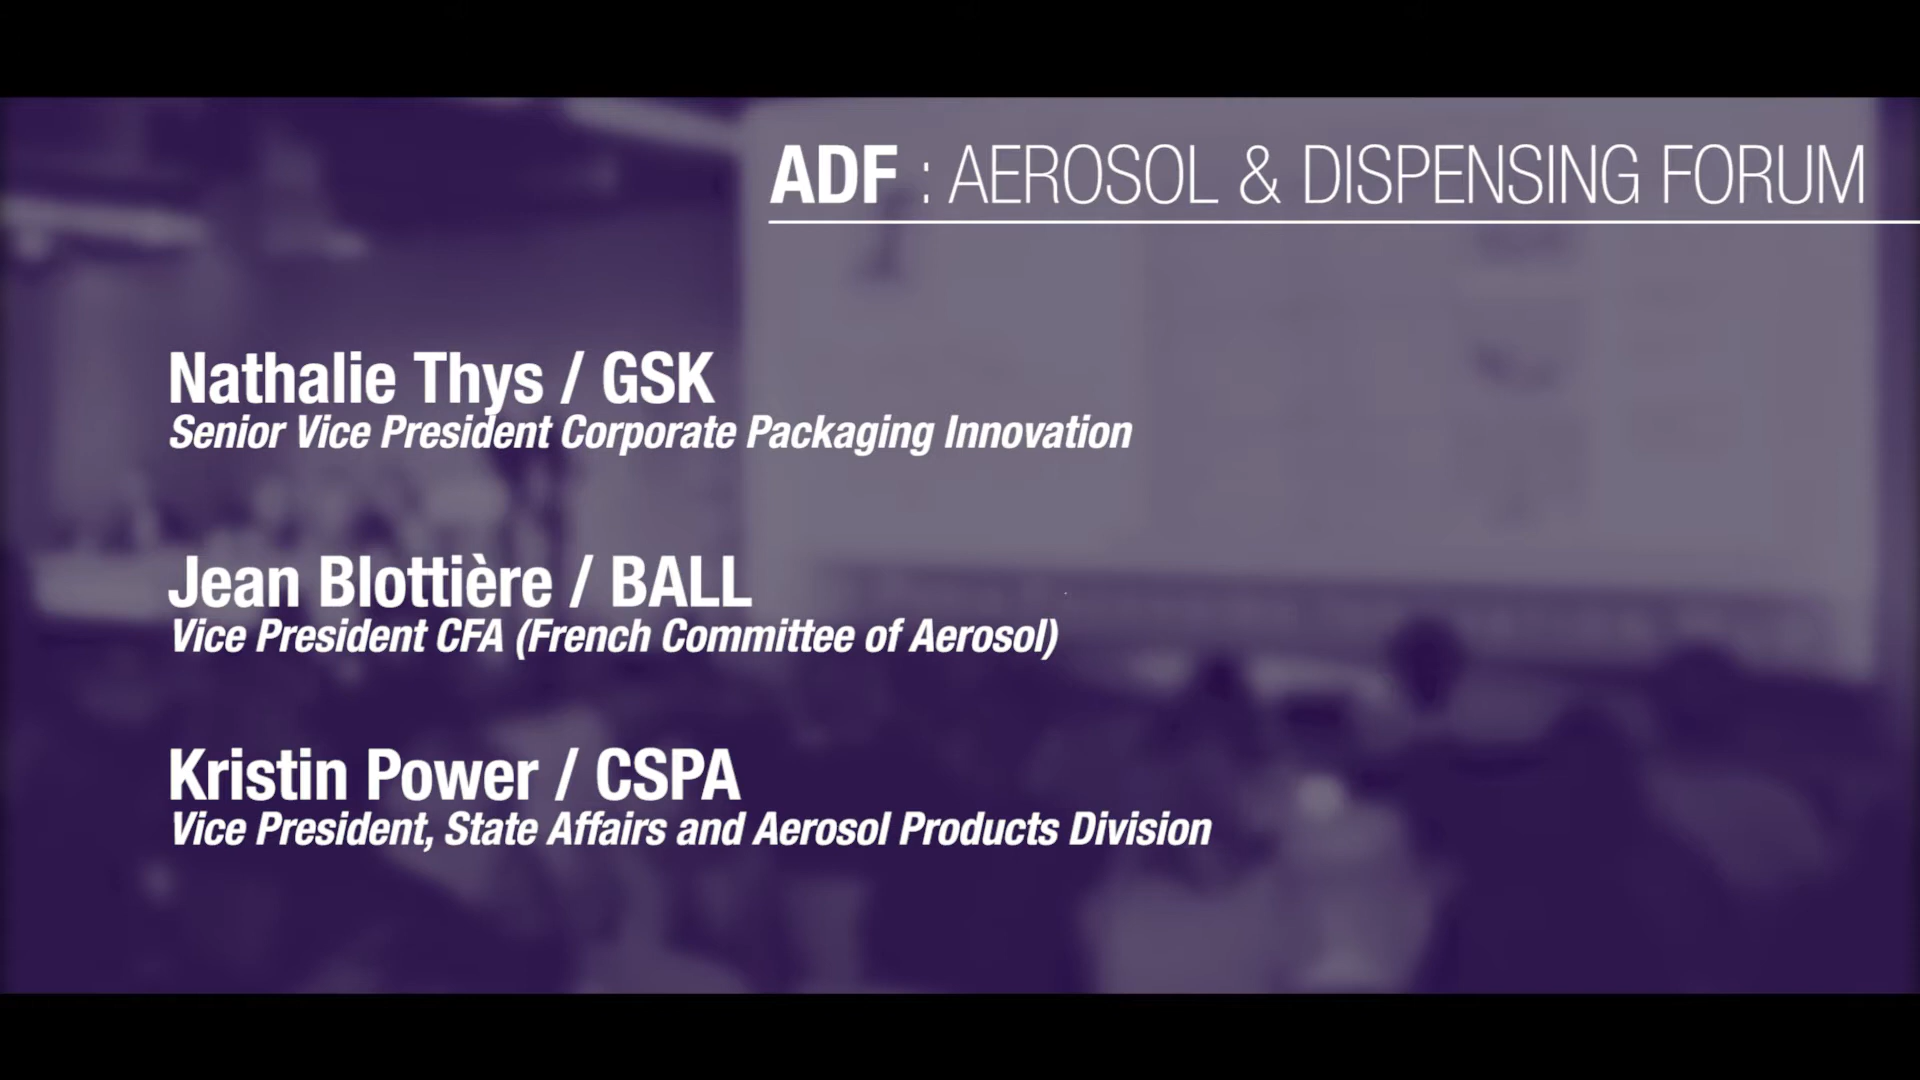 ADF : AEROSOL & DISPENSING FORUM
Nathalie Thys / GSK
Senior Vice President Corporate Packaging Innovation
Jean Blottière / BALL
Vice President CFA (French Committee of Aerosol)
Kristin Power / CSPA
Vice President, State Affairs and Aerosol Products Division